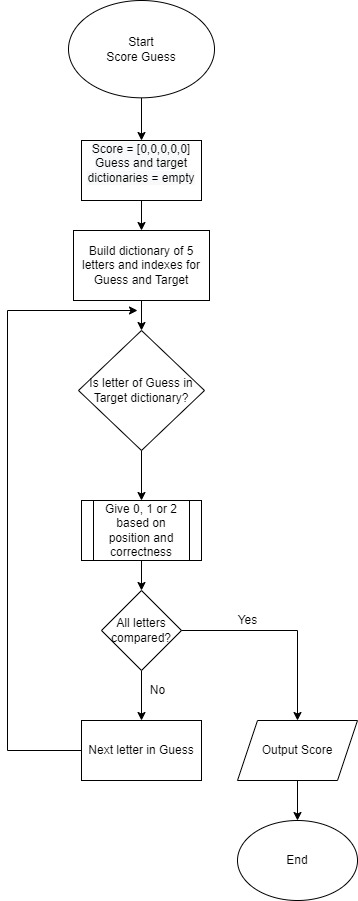 Start
Score Guess
Score = [0,0,0,0,0]
Guess and target
dictionaries = empty
Build dictionary of 5
letters and indexes for
Guess and Target
Is letter of Guess in
Target dictionary?
Give 0, 1 or 2
based on
position and
correctness
All letters
compared?
Yes
No
Next letter in Guess
Output Score
End